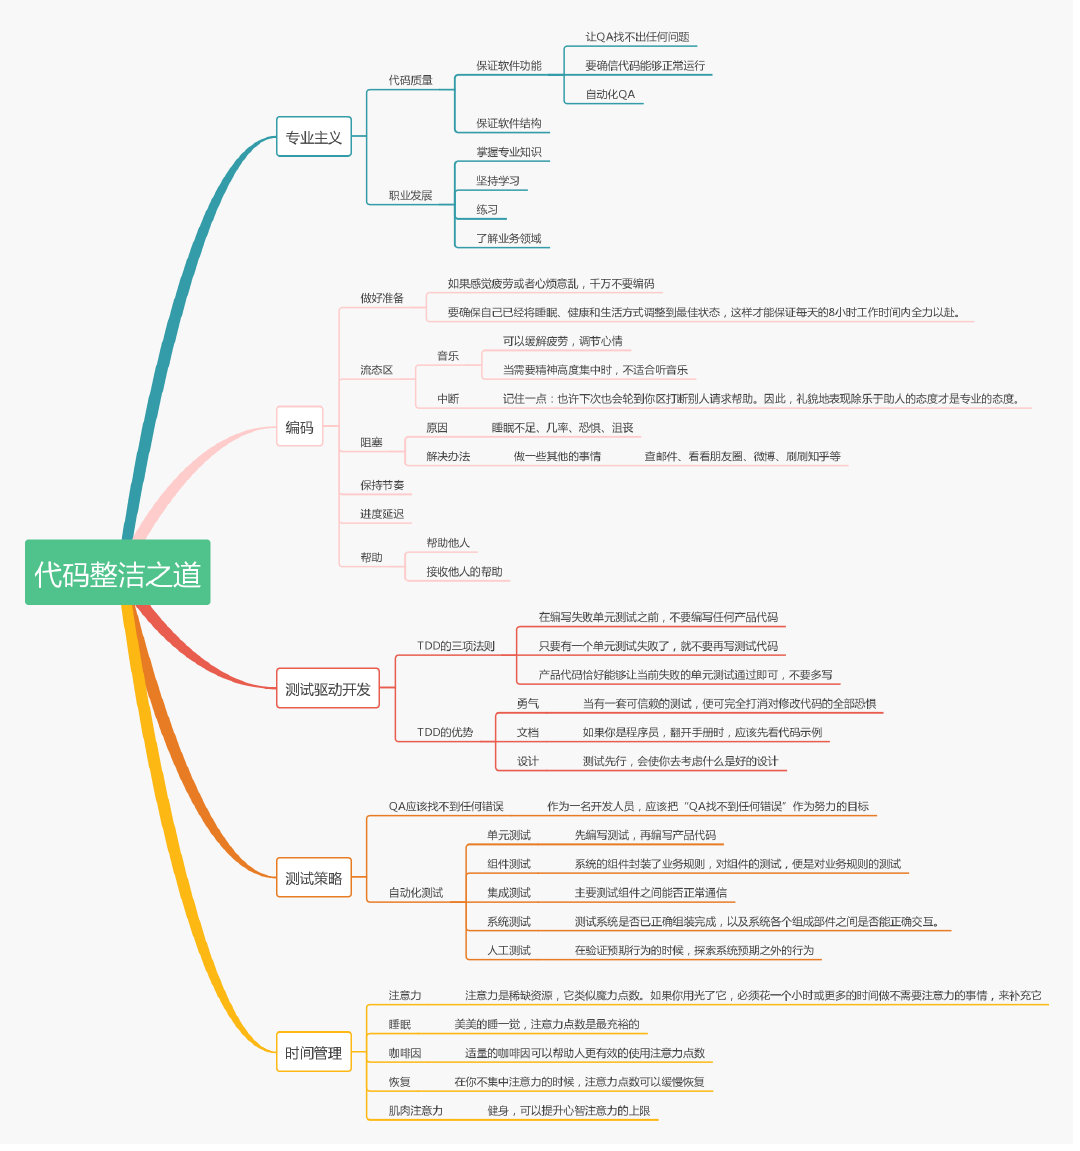 让QA找不出任何问题
保证软件功能
要确信代码能够正常运行
代码质量
自动化QA
保证软件结构
专业主义
掌握专业知识
坚持学习
职业发展
练习
了解业务领域
如果感觉疲劳或者心烦意乱，千万不要编码
做好准备
要确保自己已经将睡眠、健康和生活方式调整到最佳状态，这样才能保证每天的8小时工作时间内全力以赴。
可以缓解疲劳，调节心情
音乐
流态区
当需要精神高度集中时，不适合听音乐
中断
记住一点：也许下次也会轮到你区打断别人请求帮助。因此，礼貌地表现除乐于助人的态度才是专业的态度。
编码
原因
睡眠不足、几率、恐惧、沮丧
阻塞
解决办法
做一些其他的事情
查邮件、看看朋友圈、微博、刷刷知乎等
保持节奏
进度延迟
帮助他人
帮助
接收他人的帮助
代码整洁之道
在编写失败单元测试之前，不要编写任何产品代码
TDD的三项法则
只要有一个单元测试失败了，就不要再写测试代码
产品代码恰好能够让当前失败的单元测试通过即可，不要多写
测试驱动开发
勇气
当有一套可信赖的测试，便可完全打消对修改代码的全部恐惧
TDD的优势
文档
如果你是程序员，翻开手册时，应该先看代码示例
设计
测试先行，会使你去考虑什么是好的设计
QA应该找不到任何错误
作为一名开发人员，应该把“QA找不到任何错误”作为努力的目标
单元测试
先编写测试，再编写产品代码
组件测试
系统的组件封装了业务规则，对组件的测试，便是对业务规则的测试
测试策略
自动化测试
集成测试
主要测试组件之间能否正常通信
系统测试
测试系统是否已正确组装完成，以及系统各个组成部件之间是否能正确交互。
人工测试
在验证预期行为的时候，探索系统预期之外的行为
注意力
注意力是稀缺资源，它类似魔力点数。如果你用光了它，必须花一个小时或更多的时间做不需要注意力的事情，来补充它
睡眠
美美的睡一觉，注意力点数是最充裕的
时间管理
咖啡因
适量的咖啡因可以帮助人更有效的使用注意力点数
恢复
在你不集中注意力的时候，注意力点数可以缓慢恢复
肌肉注意力
健身，可以提升心智注意力的上限